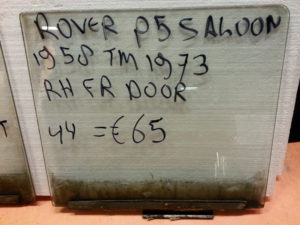 ROVER P5 SALOON
1958 TM 1973
RH FR DOOR
44 = €65